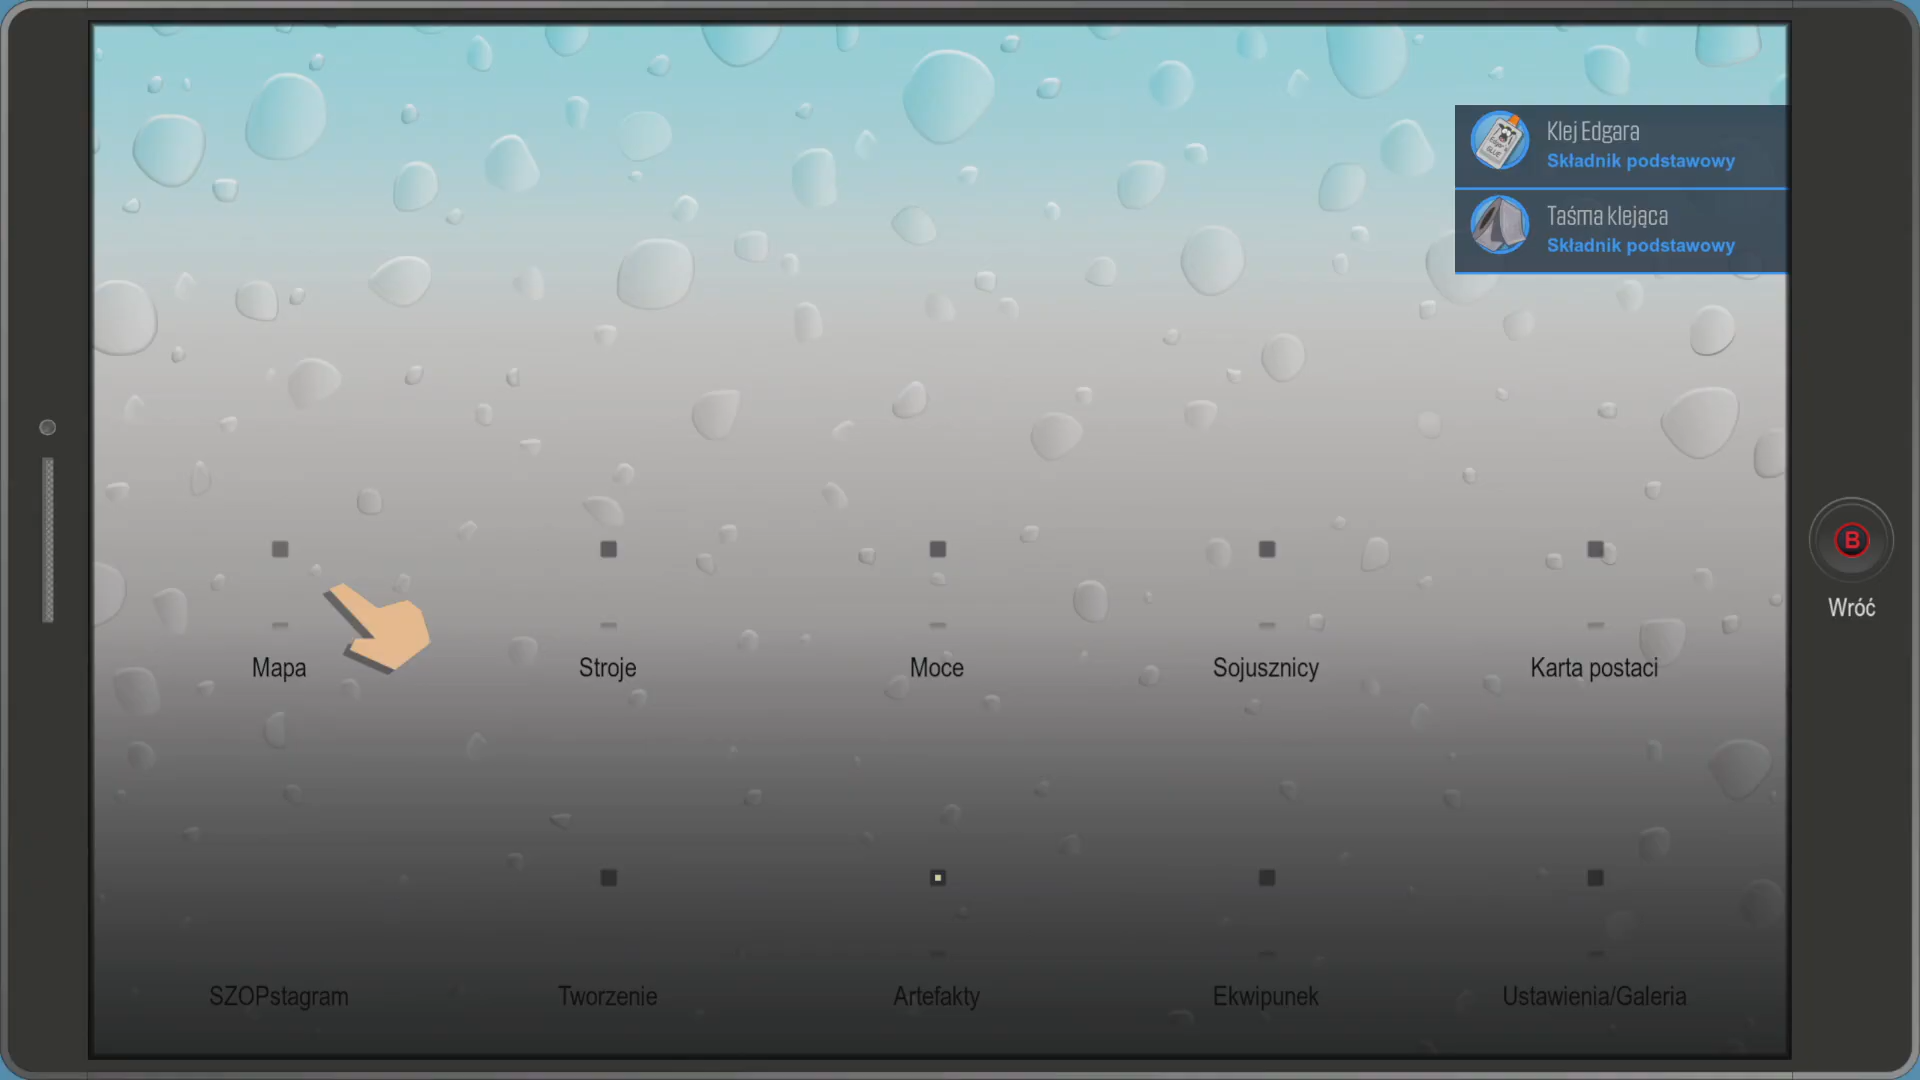 Klej Edgara
Składnik podstawowy
Taśma klejąca
Składnik podstawowy
B
Wróć
Mapa
Stroje
Moce
Sojusznicy
Karta postaci
SZOPstagram
Tworzenie
Artefakty
Ekwipunek
Ustawienia/Galeria